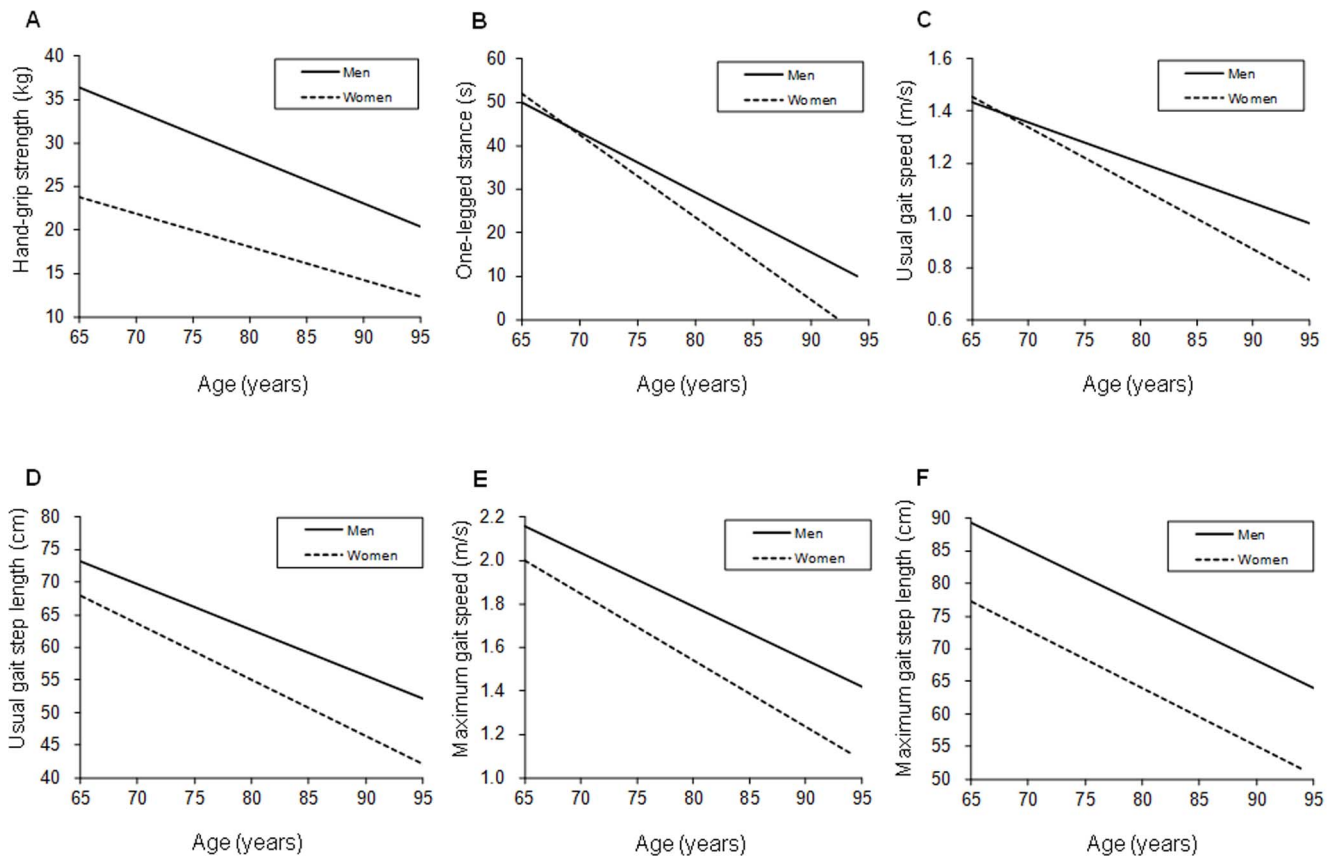 A
Hand-grip strength (kg)
40
35
30
25
20
15
10
Men
Women
65 70 75 80 85 90 95
Age (years)
B
One-legged stance (s)
60
50
40
30
20
10
0
Men
Women
65 70 75 80 85 90 95
Age (years)
C
Usual gait speed (m/s)
1.6
1.4
1.2
1.0
0.8
0.6
Men
Women
65 70 75 80 85 90 95
Age (years)
D
Usual gait step length (cm)
80
75
70
65
60
55
50
45
40
Men
Women
65 70 75 80 85 90 95
Age (years)
E
Maximum gait speed (m/s)
2.2
2.0
1.8
1.6
1.4
1.2
1.0
Men
Women
65 70 75 80 85 90 95
Age (years)
F
Maximum gait step length (cm)
90
85
80
75
70
65
60
55
50
Men
Women
65 70 75 80 85 90 95
Age (years)